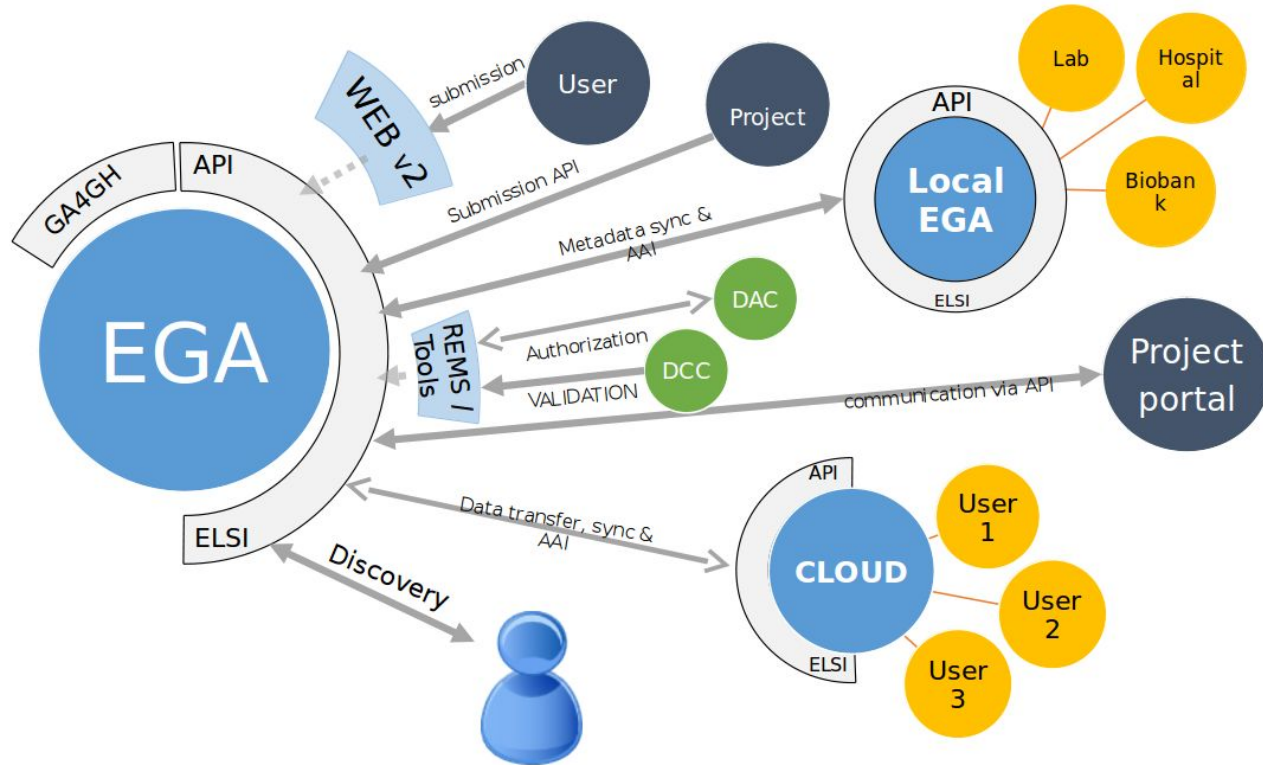 submission
User
Project
Lab
Hospit
al
API
Bioban
k
Local
EGA
ELSI
WEB v2
API
GA4GH
Submission API
Metadata sync &
AAI
EGA
REMS /
Tools
DAC
Authorization
DCC
VALIDATION
communication via API
Project
portal
ELSI
Data transfer, sync &
AAI
API
CLOUD
ELSI
User
1
User
2
User
3
Discovery